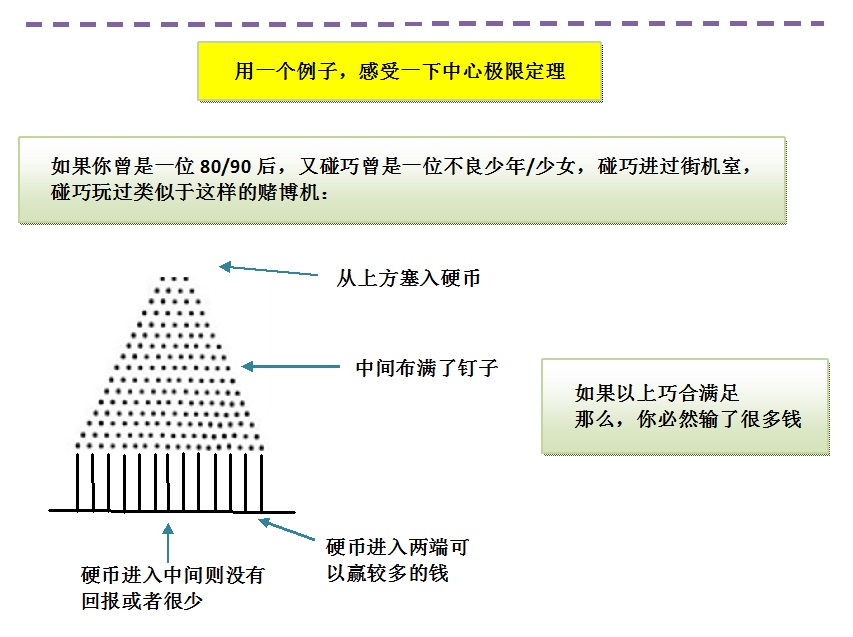 用一个例子，感受一下中心极限定理
如果你曾是一位 80/90 后，又碰巧曾是一位不良少年/少女，碰巧进过街机室，
碰巧玩过类似于这样的赌博机：
从上方塞入硬币
中间布满了钉子
如果以上巧合满足
那么，你必然输了很多钱
硬币进入两端可
以赢较多的钱
硬币进入中间则没有
回报或者很少